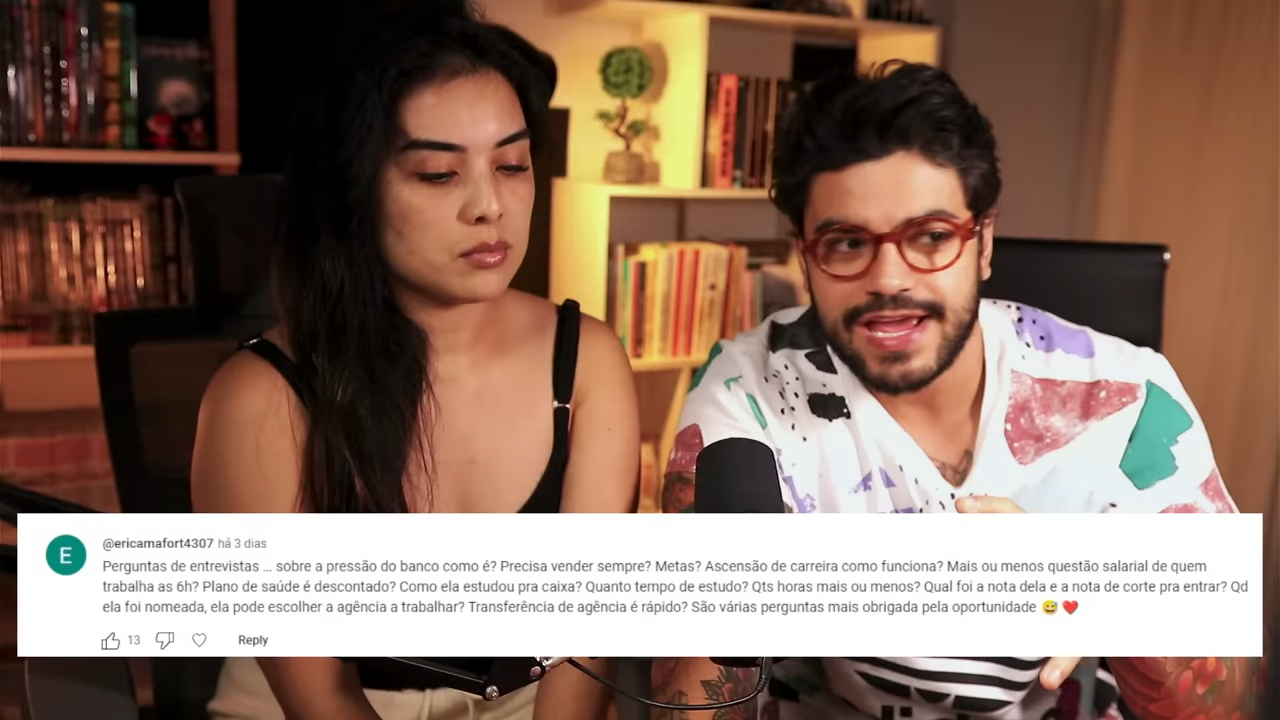 E
@ericamafort4307 há 3 dias
Perguntas de entrevistas ... sobre a pressão do banco como é? Precisa vender sempre? Metas? Ascensão de carreira como funciona? Mais ou menos questão salarial de quem
trabalha as 6h? Plano de saúde é descontado? Como ela estudou pra caixa? Quanto tempo de estudo? Qts horas mais ou menos? Qual foi a nota dela e a nota de corte pra entrar? Qd
ela foi nomeada, ela pode escolher a agência a trabalhar? Transferência de agência é rápido? São várias perguntas mais obrigada pela oportunidade 😅 ❤️
13 Reply